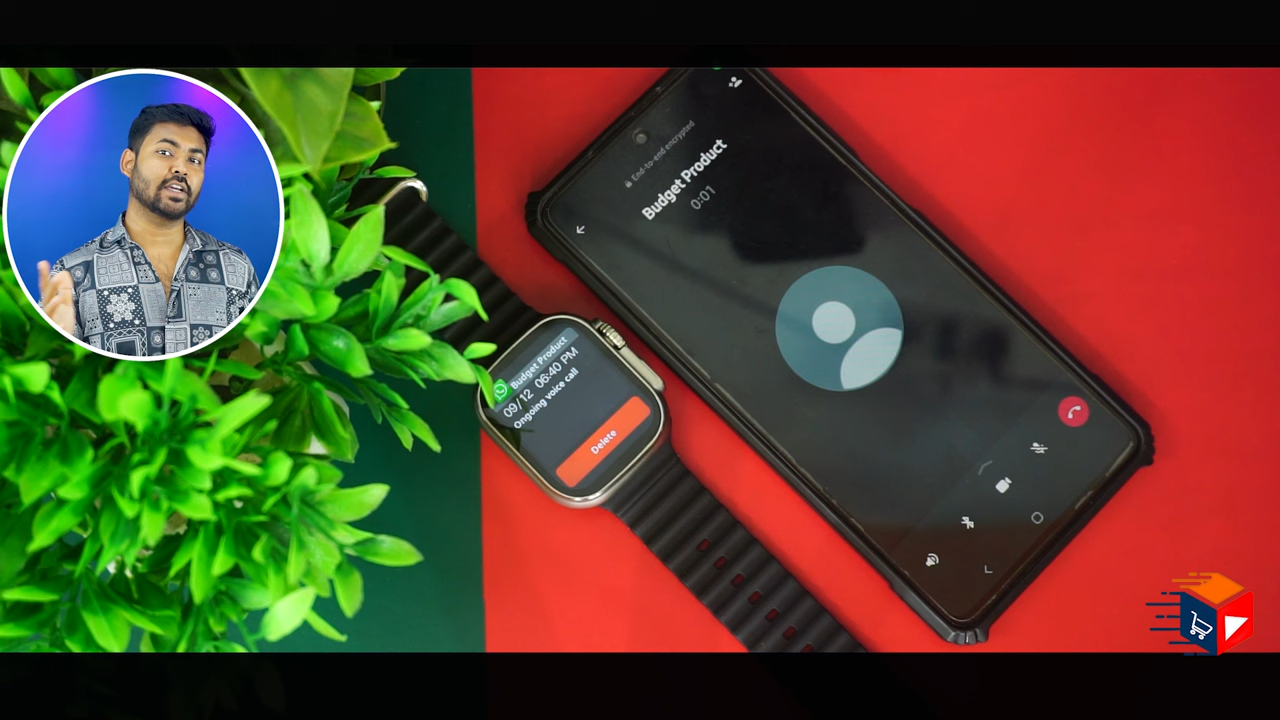 End-to-end encrypted
Budget Product
0:01
Budget Product
09/12 06:40 PM
Ongoing voice call
Delete